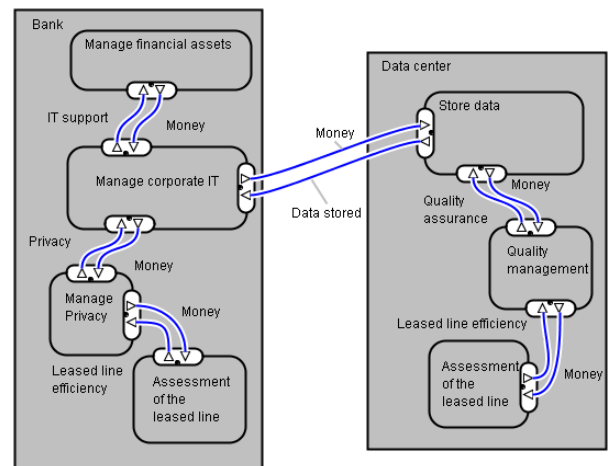 Bank
Manage financial assets
IT support
Money
Manage corporate IT
Privacy
Money
Manage
Privacy
Money
Leased line
efficiency
Assessment
of the
leased line
Money
Data stored
Data center
Store data
Money
Quality
assurance
Quality
management
Leased line efficiency
Money
Assessment
of the
leased line